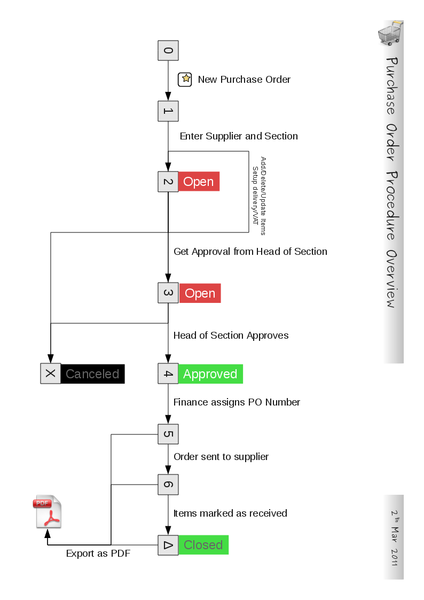 Purchase Order Procedure Overview
0
New Purchase Order
1
Enter Supplier and Section
Add/Delete/Update Items
Setup delivery/VAT
2
Open
Get Approval from Head of Section
3
Open
Head of Section Approves
X
Canceled
4
Approved
Finance assigns PO Number
5
Order sent to supplier
6
Items marked as received
Δ
Closed
PDF
Export as PDF
2th Mar 2011